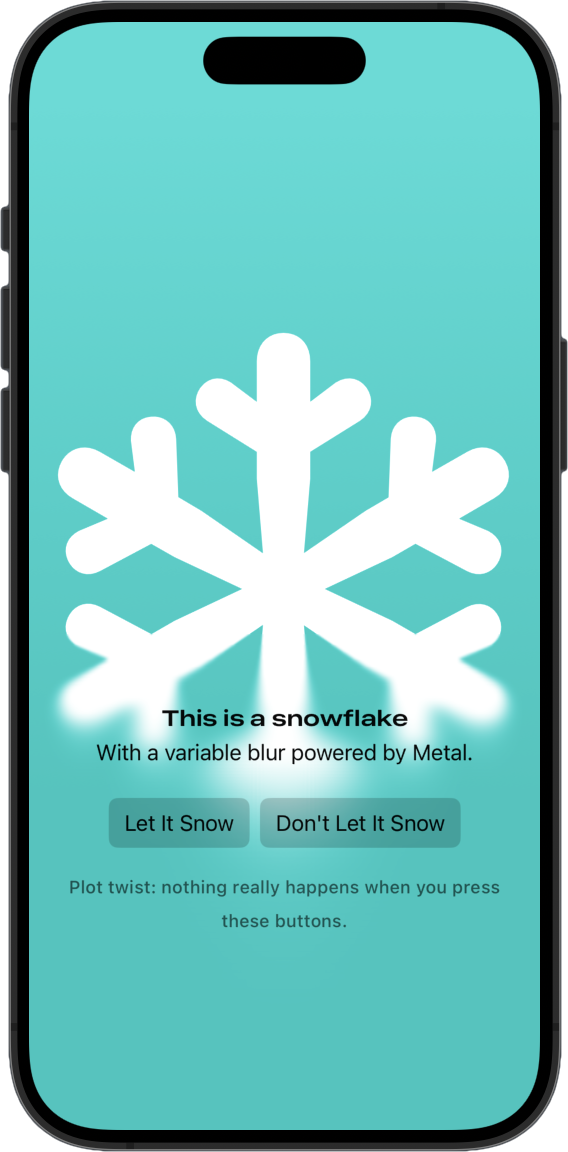 This is a snowflake
With a variable blur powered by Metal.
Let It Snow
Don't Let It Snow
Plot twist: nothing really happens when you press
these buttons.